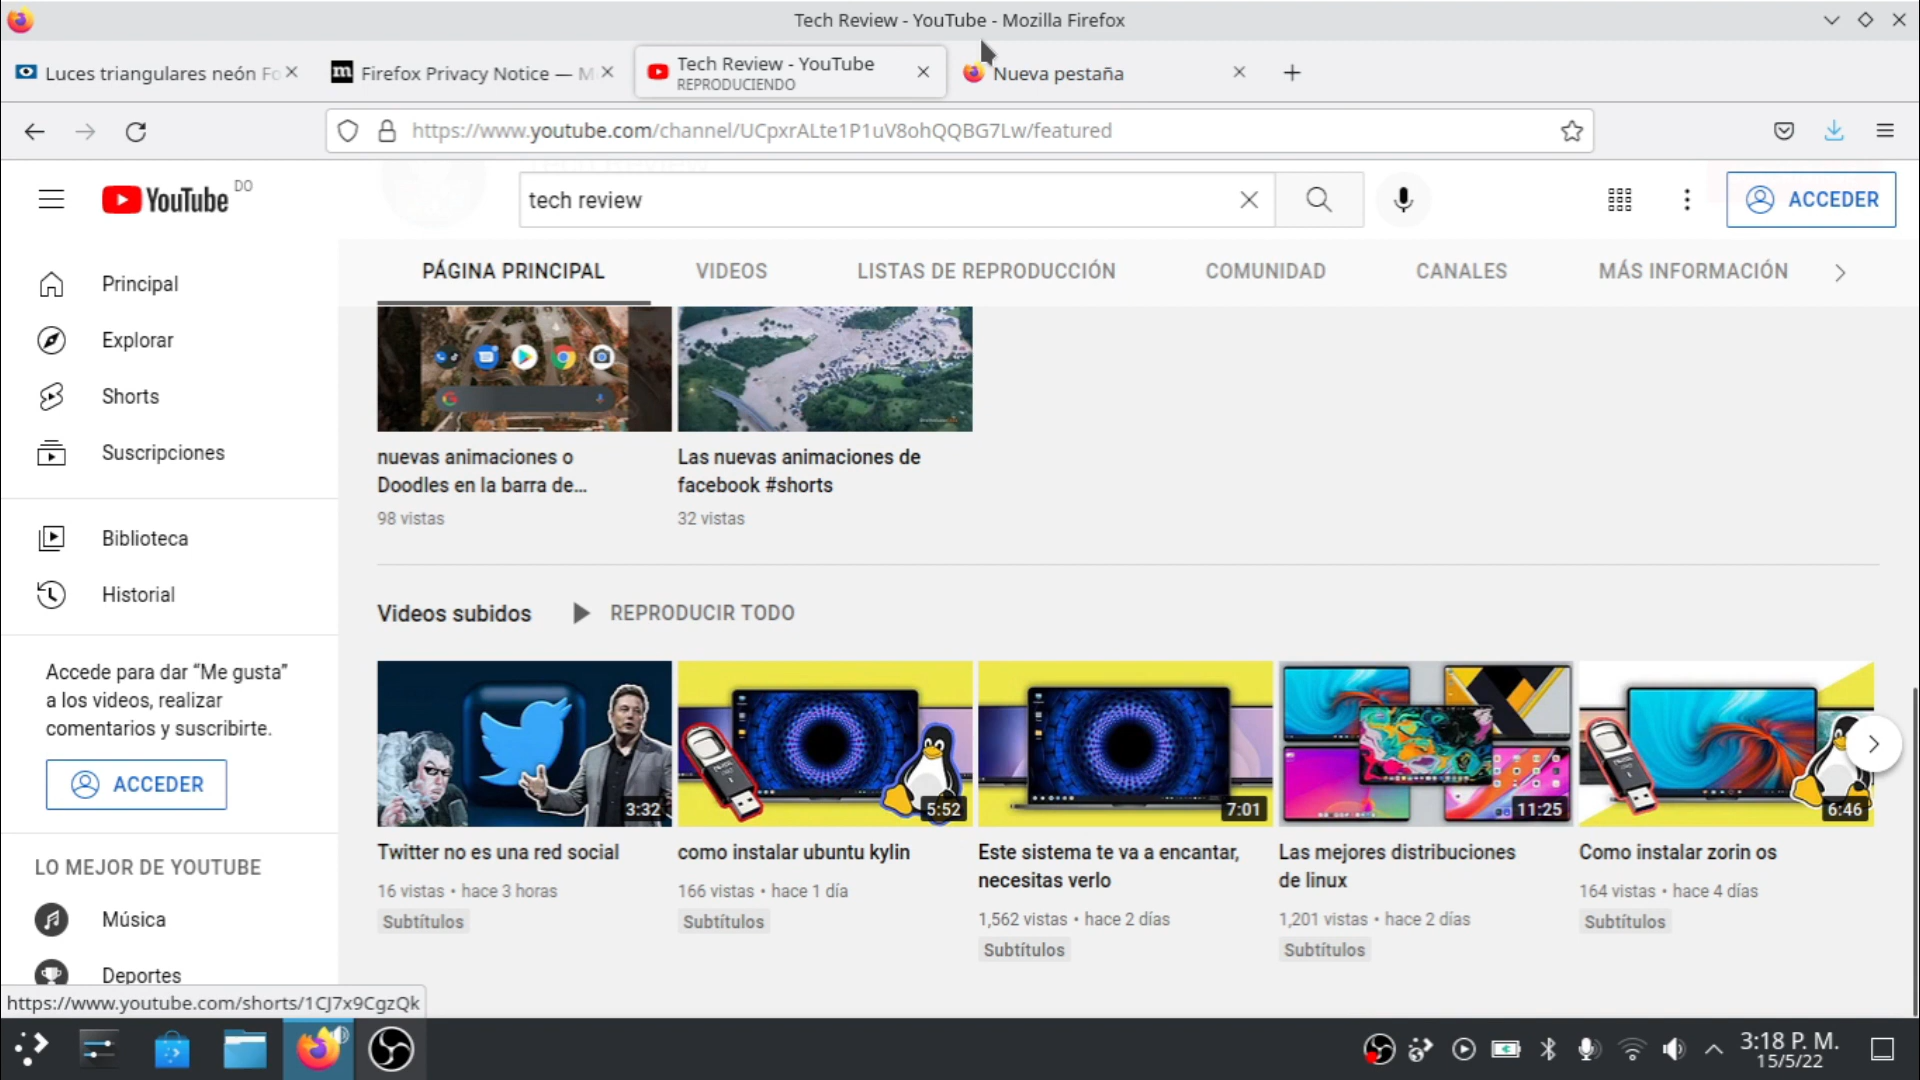 Tech Review - YouTube - Mozilla Firefox
Luces triangulares neón Fo
Firefox Privacy Notice — M
Tech Review - YouTube
REPRODUCIENDO
Nueva pestaña
https://www.youtube.com/channel/UCpxrALte1P1uV8ohQQBG7Lw/featured
YouTube DO
tech review
ACCEDER
PÁGINA PRINCIPAL
VIDEOS
LISTAS DE REPRODUCCIÓN
COMUNIDAD
CANALES
MÁS INFORMACIÓN
Principal
Explorar
Shorts
Suscripciones
Biblioteca
Historial
Accede para dar “Me gusta”
a los videos, realizar
comentarios y suscribirte.
ACCEDER
LO MEJOR DE YOUTUBE
Música
Deportes
nuevas animaciones o
Doodles en la barra de...
98 vistas
Las nuevas animaciones de
facebook #shorts
32 vistas
Videos subidos
REPRODUCIR TODO
3:32
Twitter no es una red social
16 vistas • hace 3 horas
Subtítulos
5:52
como instalar ubuntu kylin
166 vistas • hace 1 día
Subtítulos
7:01
Este sistema te va a encantar,
necesitas verlo
1,562 vistas • hace 2 días
Subtítulos
11:25
Las mejores distribuciones
de linux
1,201 vistas • hace 2 días
Subtítulos
6:46
Como instalar zorin os
164 vistas • hace 4 días
Subtítulos
https://www.youtube.com/shorts/1CJ7x9CgzQk
3:18 P. M.
15/5/22